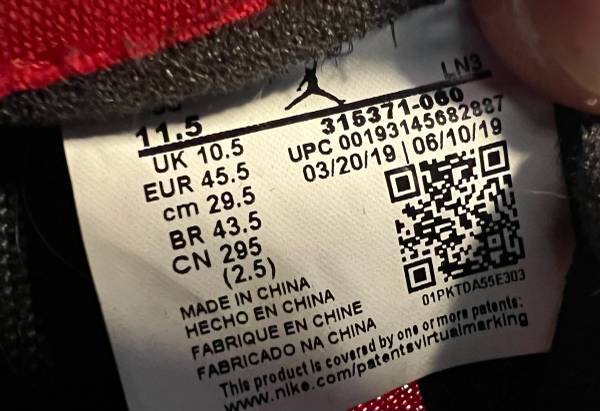 LN3
11.5
315371-060
UK 10.5
UPC 00193145682887
EUR 45.5
03/20/19 | 06/10/19
cm 29.5
BR 43.5
CN 295
(2.5)
01PKTDA55E303
MADE IN CHINA
HECHO EN CHINA
FABRIQUE EN CHINE
FABRICADO NA CHINA
This product is covered by one or more patents:
www.nike.com/patentsvirtualmarking